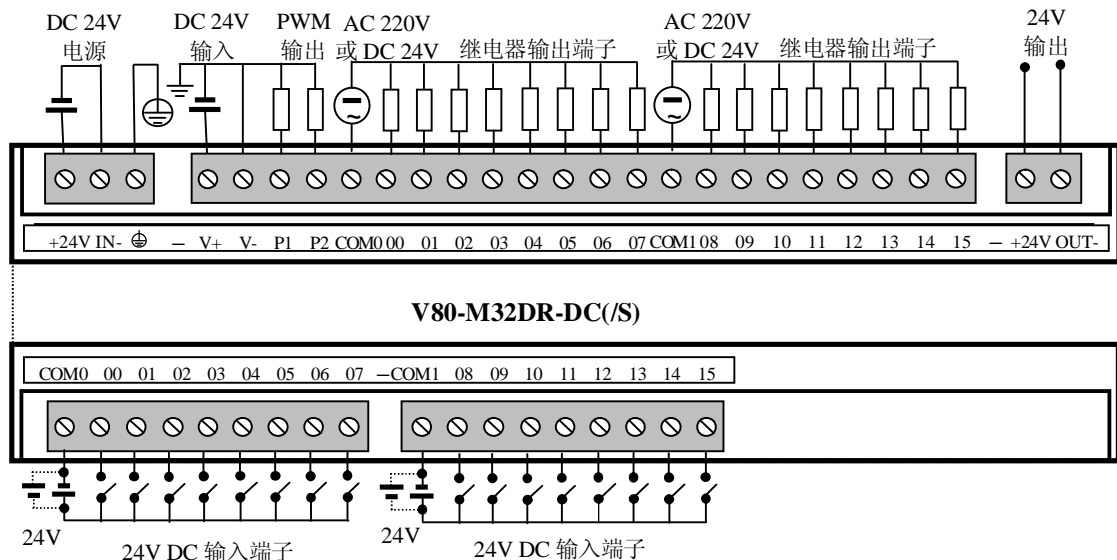 DC 24V 电源
DC 24V 输入
PWM 输出
AC 220V 或 DC 24V
继电器输出端子
AC 220V 或 DC 24V
继电器输出端子
24V 输出
+24V IN- ⏚ — V+ V- P1 P2 COM0 00 01 02 03 04 05 06 07 COM1 08 09 10 11 12 13 14 15 — +24V OUT-
V80-M32DR-DC(/S)
COM0 00 01 02 03 04 05 06 07 —COM1 08 09 10 11 12 13 14 15
24V
24V DC 输入端子
24V
24V DC 输入端子